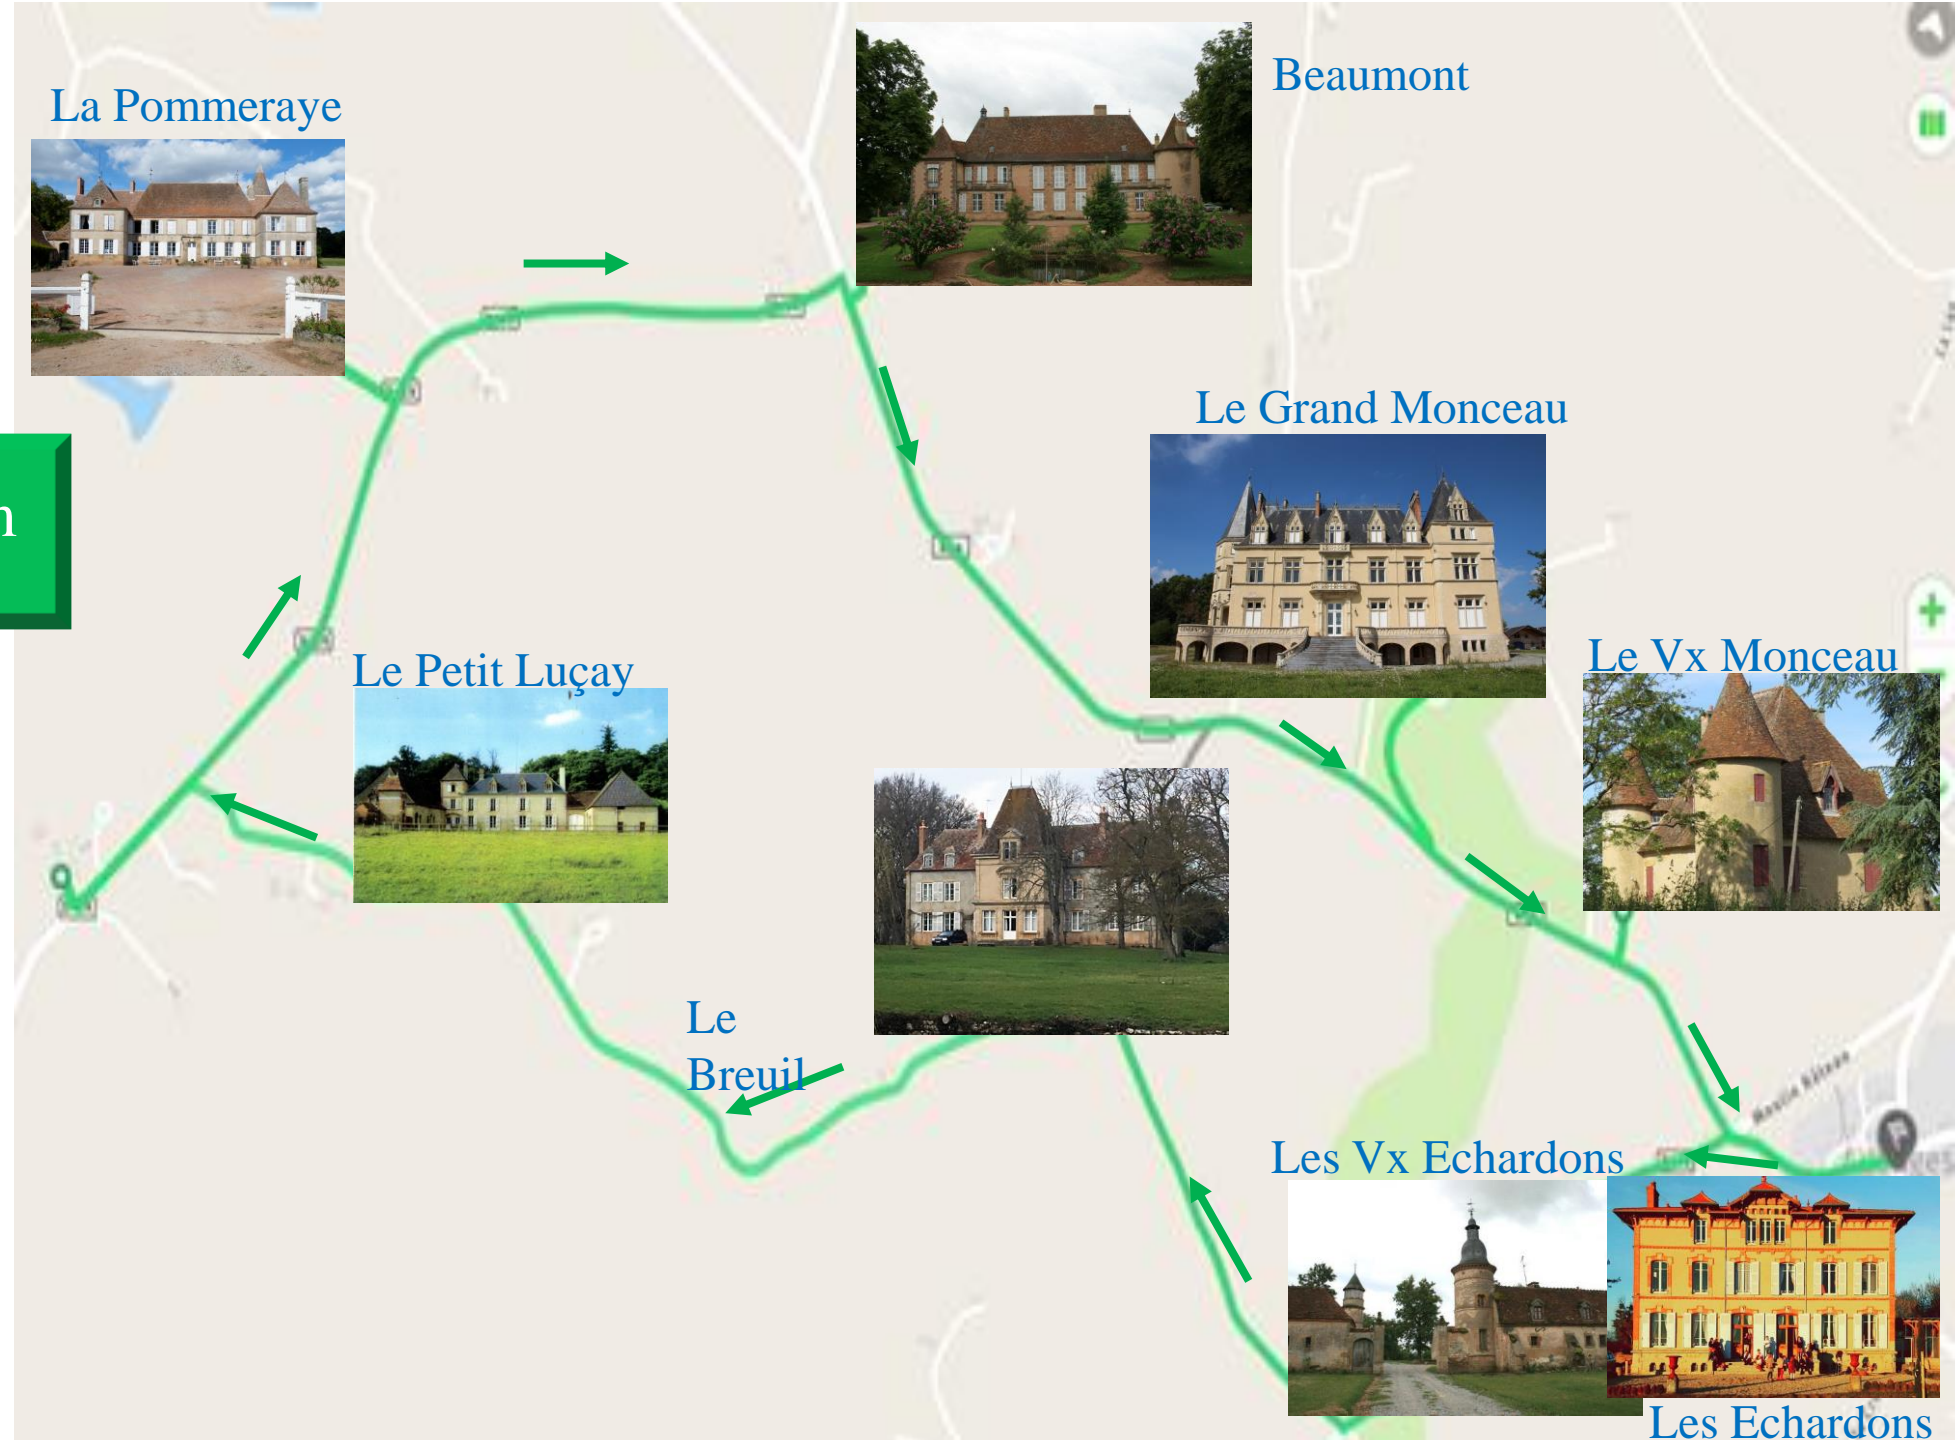 Beaumont
La Pommeraye
Le Grand Monceau
n
Le Vx Monceau
Le Petit Luçay
Le
Breuil
Les Vx Echardons
Les Echardons